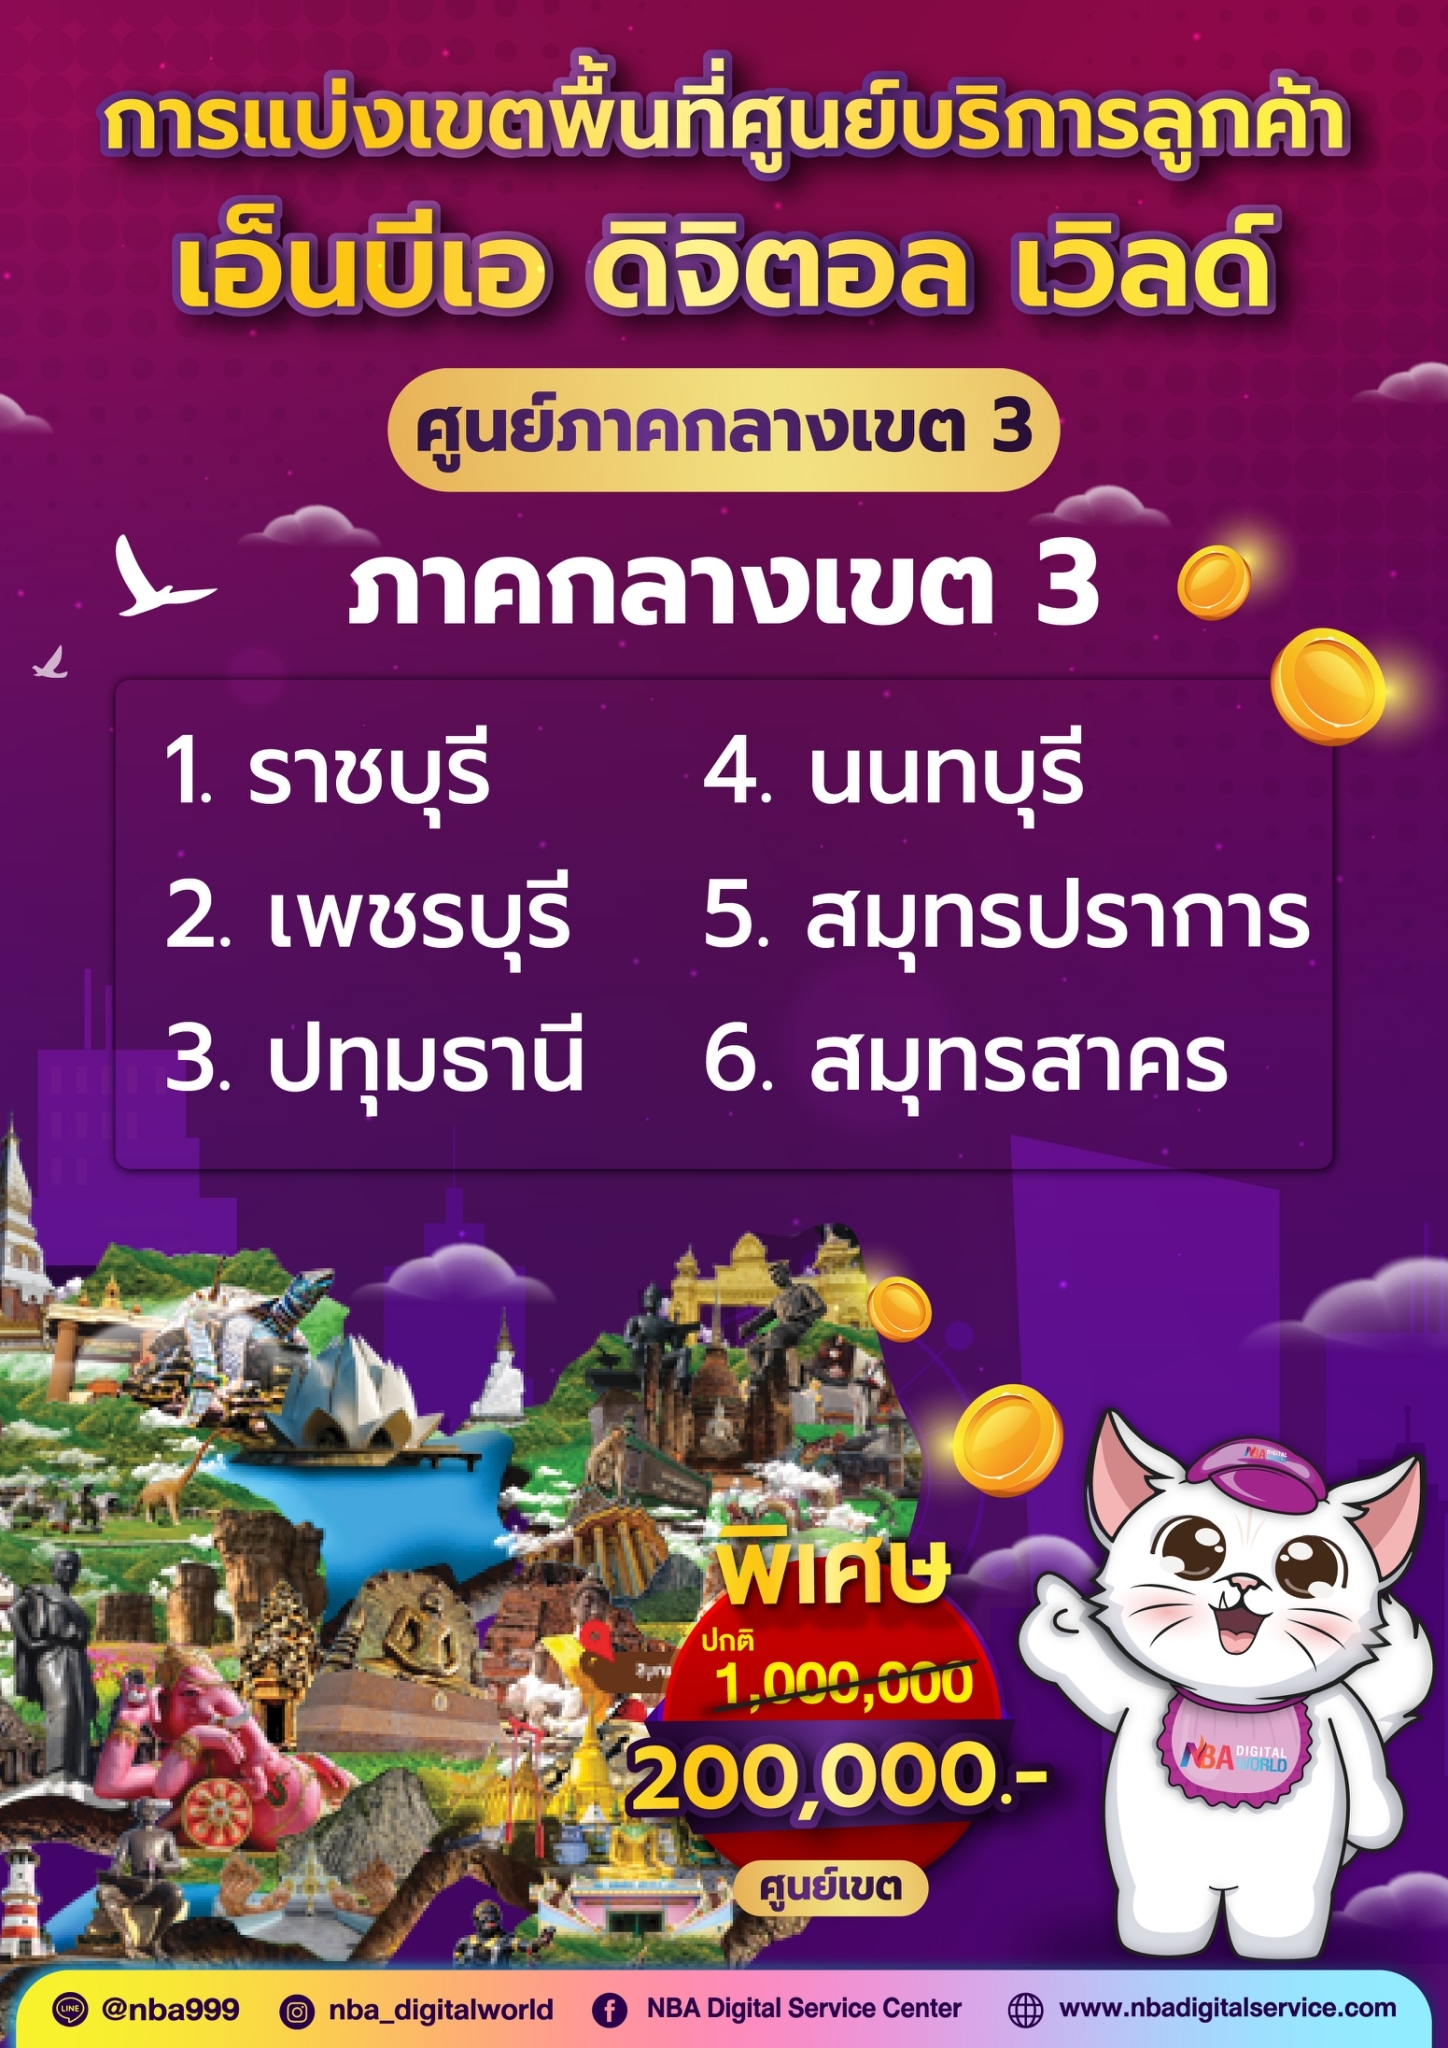 การแบ่งเขตพื้นที่ศูนย์บริการลูกค้า
เอ็นบีเอ ดิจิตอล เวิลด์
ศูนย์ภาคกลางเขต 3
ภาคกลางเขต 3
1. ราชบุรี
2. เพชรบุรี
3. ปทุมธานี
4. นนทบุรี
5. สมุทรปราการ
6. สมุทรสาคร
NBA DIGITAL WORLD
พิเศษ
ปกติ
1,000,000
200,000.-
ศูนย์เขต
NBA DIGITAL WORLD
LINE @nba999
nba_digitalworld
NBA Digital Service Center
www.nbadigitalservice.com